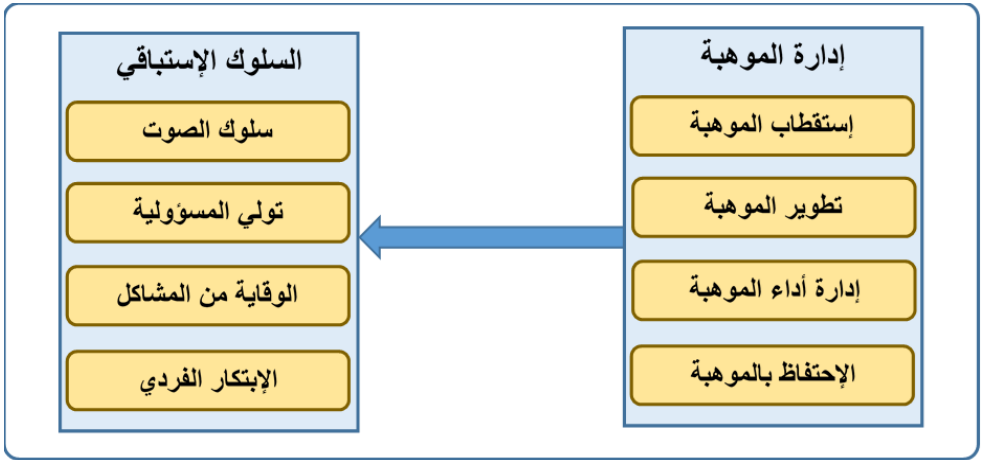 إدارة الموهبة
إستقطاب الموهبة
تطوير الموهبة
إدارة أداء الموهبة
الإحتفاظ بالموهبة
السلوك الإستباقي
سلوك الصوت
تولي المسؤولية
الوقاية من المشاكل
الإبتكار الفردي